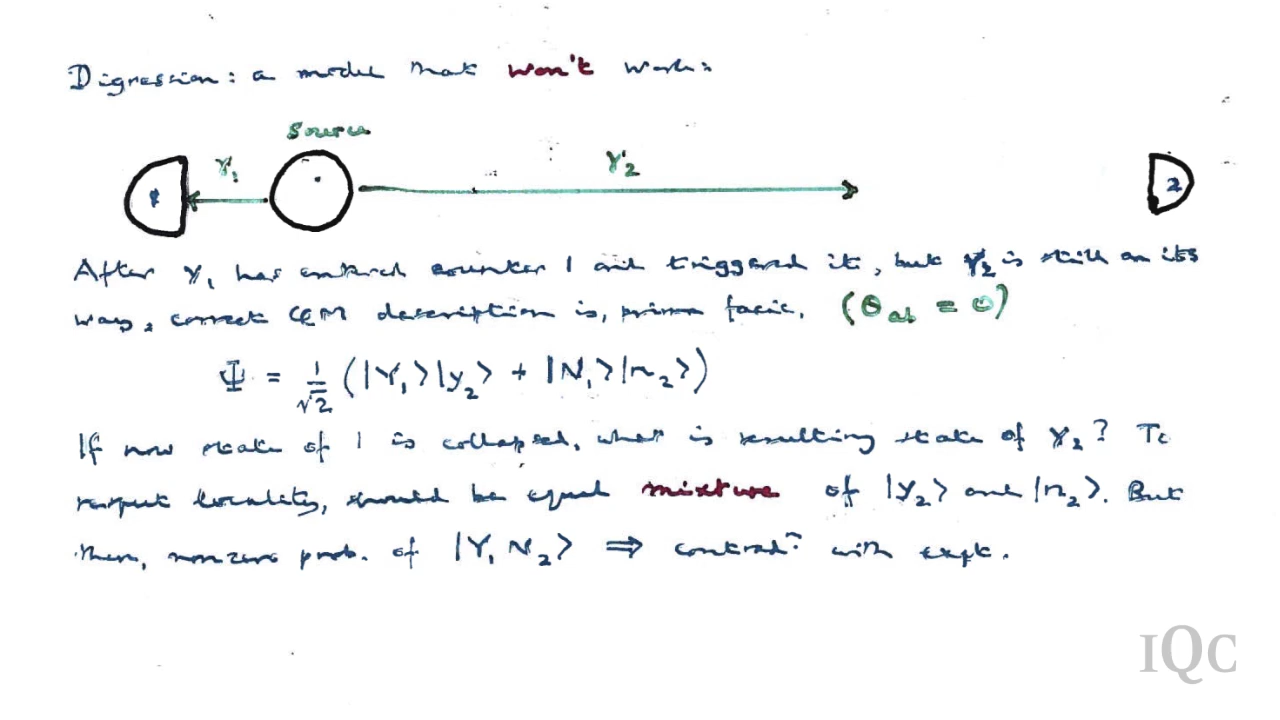 Digression: a model that won't work:
Source
γ₁ γ₂
1 2
After γ₁ has entered counter 1 and triggered it, but γ₂ is still on its
way, correct QM description is, prima facie, (θab = 0)
Ψ = 1/√2 (|Y₁>|y₂> + |N₁>|n₂>)
If now state of 1 is collapsed, what is resulting state of γ₂? To
respect locality, should be equal mixture of |y₂> and |n₂>. But
then, nonzero prob. of |Y₁N₂> ⇒ contradⁿ with expt.
IQC